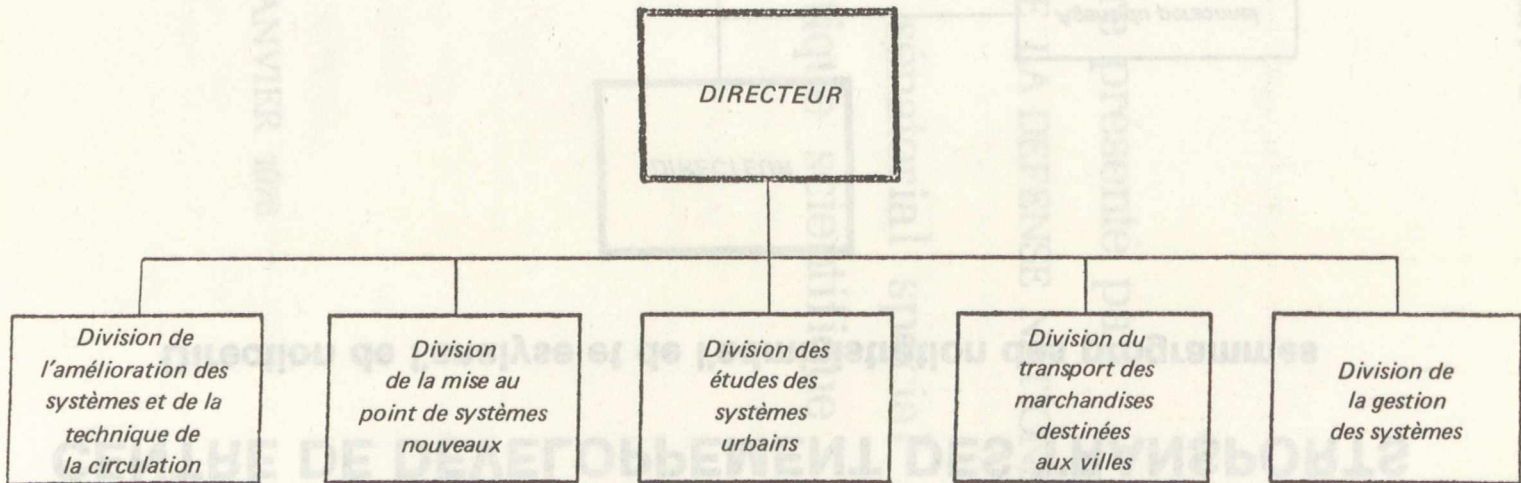 DIRECTEUR
Division de
l'amélioration des
systèmes et de la
technique de
la circulation
Division
de la mise au
point de systèmes
nouveaux
Division des
études des
systèmes
urbains
Division du
transport des
marchandises
destinées
aux villes
Division de
la gestion
des systèmes
DIRECTEUR
direction de l'analyse et de l'administration des programmes
CENTRE DE DÉVELOPPEMENT DES TRANSPORTS